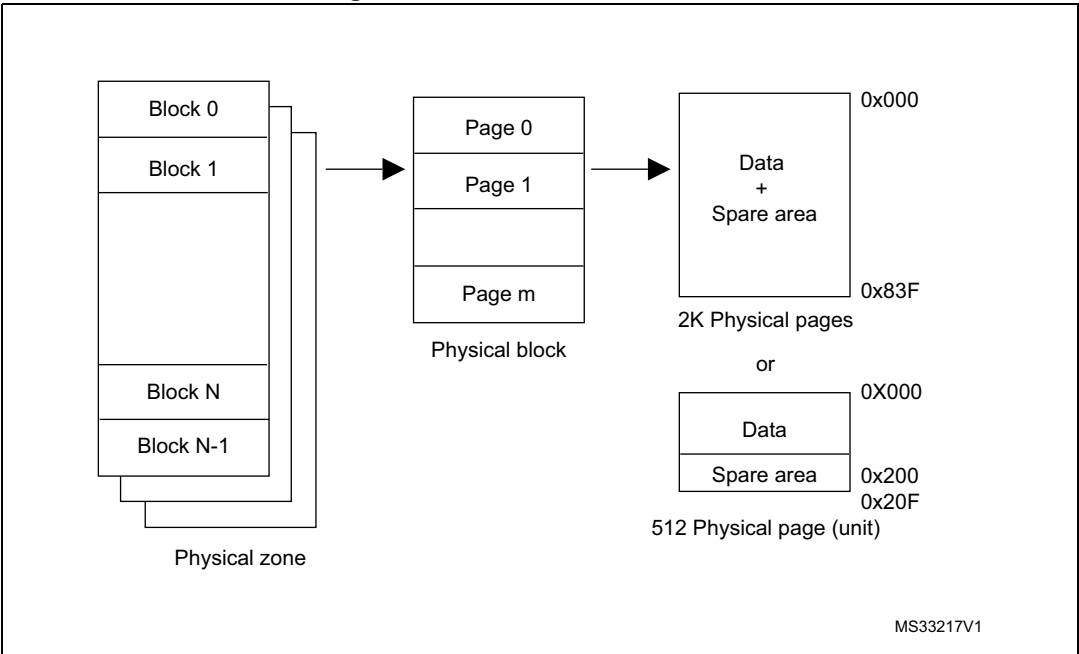 Block 0
Block 1
Block N
Block N-1
Physical zone
Page 0
Page 1
Page m
Physical block
0x000
Data
+
Spare area
0x83F
2K Physical pages
or
0X000
Data
Spare area
0x200
0x20F
512 Physical page (unit)
MS33217V1